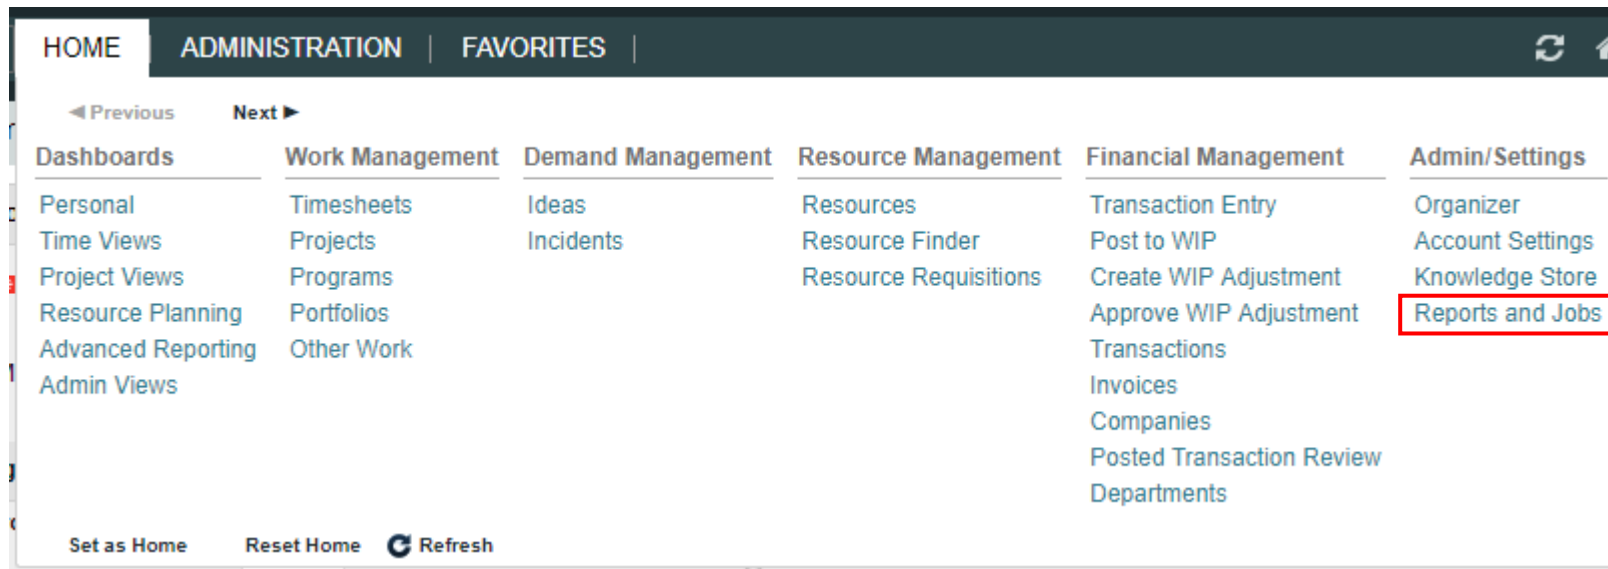 HOME | ADMINISTRATION | FAVORITES |
◄ Previous Next ►
Dashboards
Personal
Time Views
Project Views
Resource Planning
Advanced Reporting
Admin Views
Work Management
Timesheets
Projects
Programs
Portfolios
Other Work
Demand Management
Ideas
Incidents
Resource Management
Resources
Resource Finder
Resource Requisitions
Financial Management
Transaction Entry
Post to WIP
Create WIP Adjustment
Approve WIP Adjustment
Transactions
Invoices
Companies
Posted Transaction Review
Departments
Admin/Settings
Organizer
Account Settings
Knowledge Store
Reports and Jobs
Set as Home Reset Home Refresh